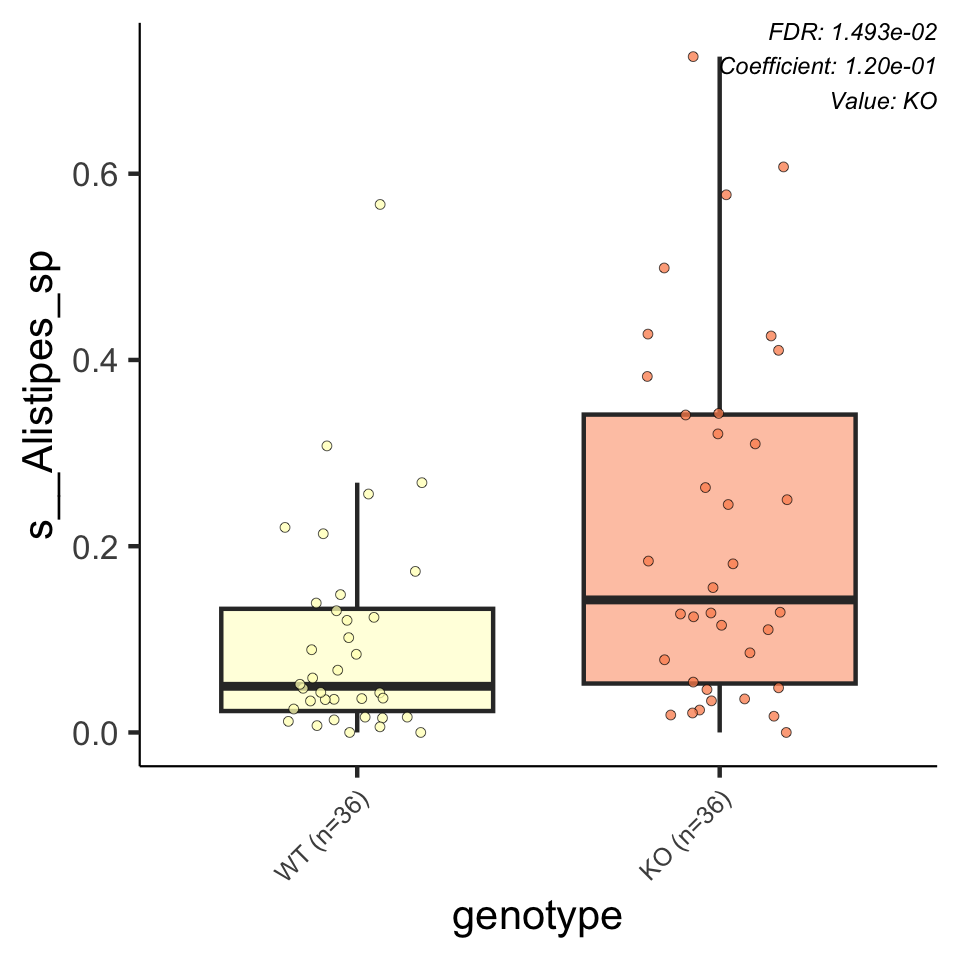 FDR: 1.493e-02
Coefficient: 1.20e-01
Value: KO
s__Alistipes_sp
0.6
0.4
0.2
0.0
WT (n=36)
KO (n=36)
genotype